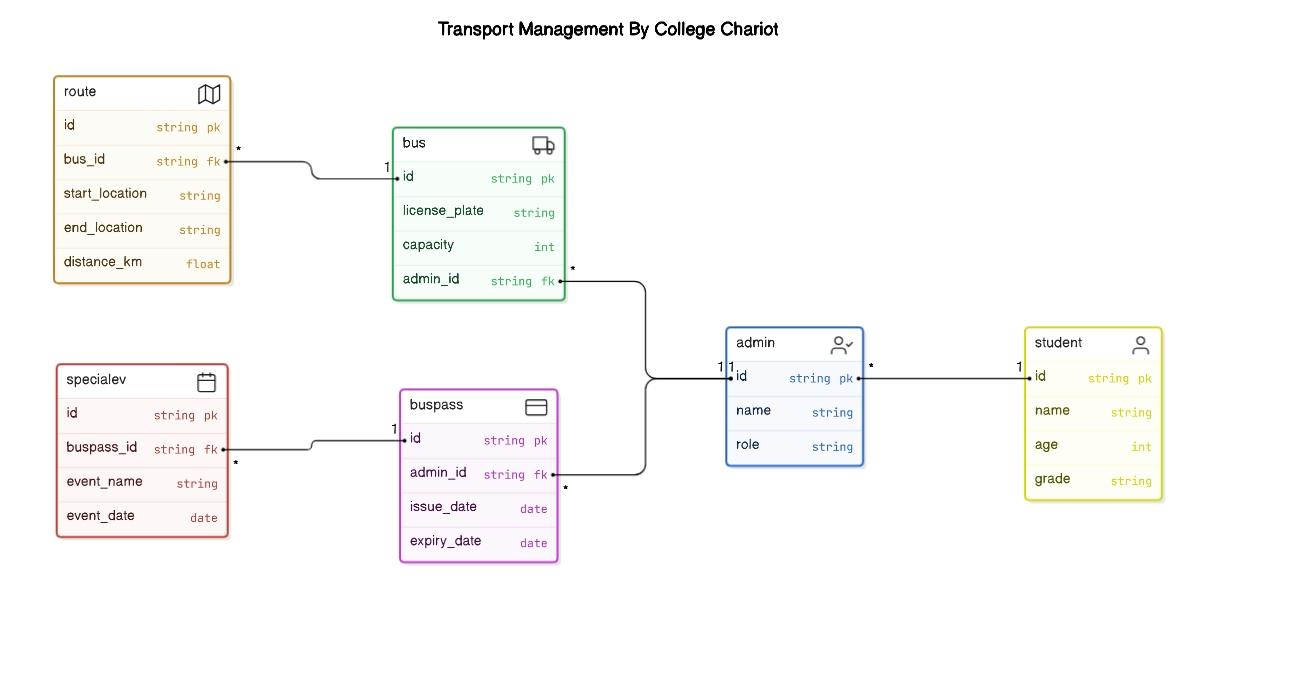 Transport Management By College Chariot
route
id string pk
bus_id string fk
start_location string
end_location string
distance_km float
*
1
bus
id string pk
license_plate string
capacity int
admin_id string fk
*
specialev
id string pk
buspass_id string fk
event_name string
event_date date
*
1
buspass
id string pk
admin_id string fk
issue_date date
expiry_date date
*
1 1
admin
id string pk
name string
role string
*
1
student
id string pk
name string
age int
grade string